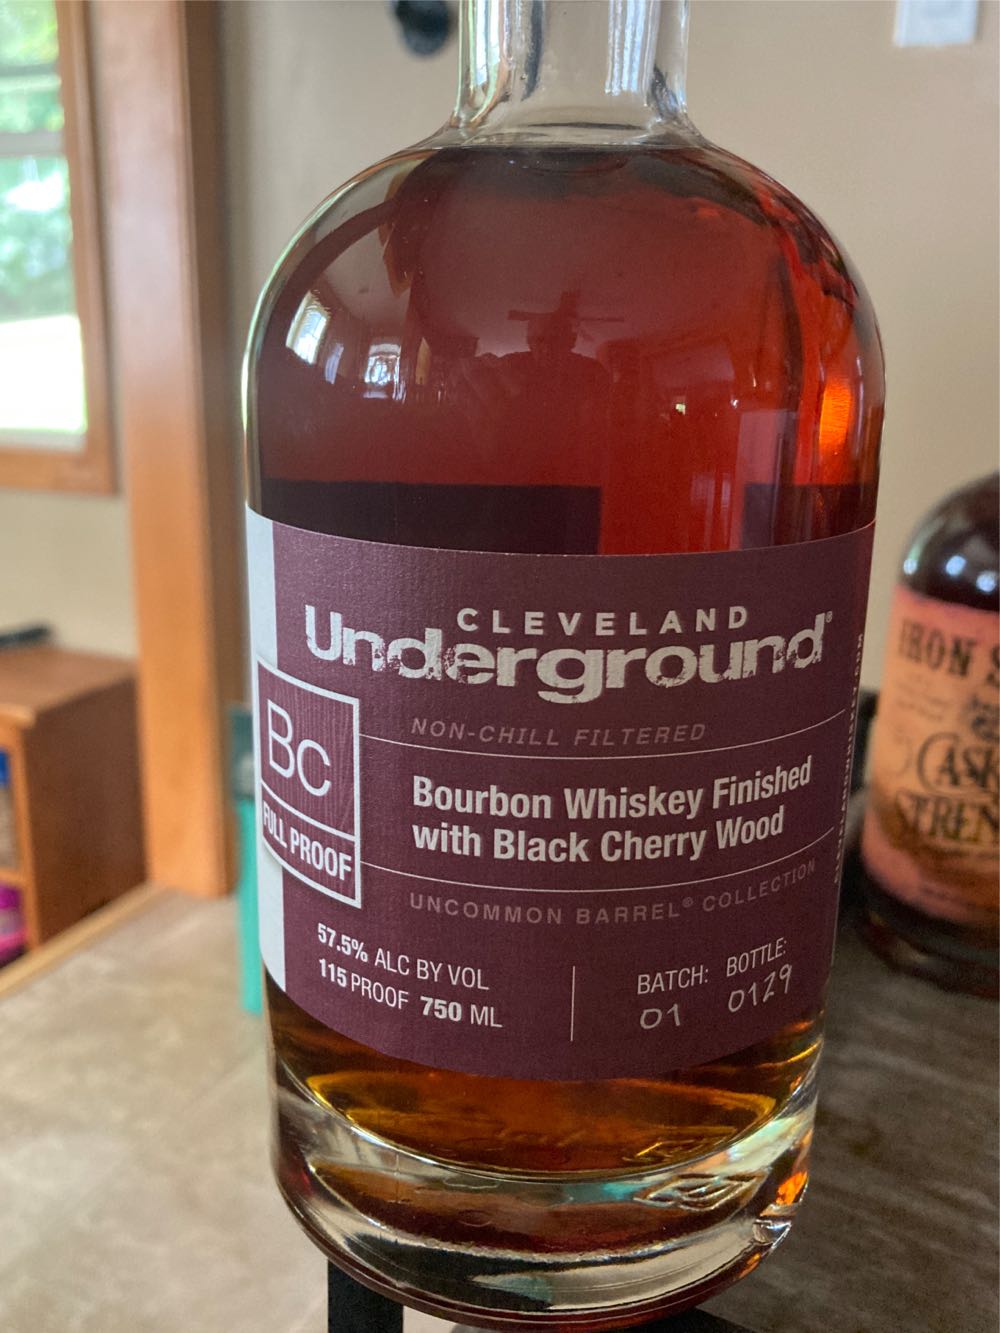 CLEVELAND
Underground®
NON-CHILL FILTERED
Bc
FULL PROOF
Bourbon Whiskey Finished
with Black Cherry Wood
UNCOMMON BARREL® COLLECTION
57.5% ALC BY VOL
115 PROOF 750 ML
BATCH: BOTTLE:
01 0129
IRON
CASK